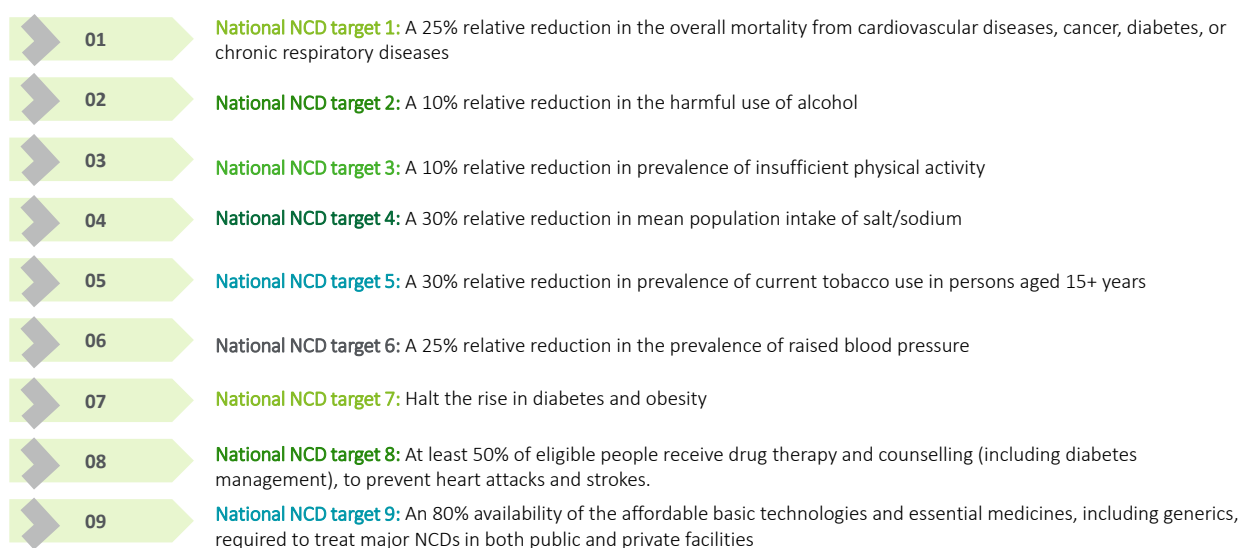 01
National NCD target 1: A 25% relative reduction in the overall mortality from cardiovascular diseases, cancer, diabetes, or
chronic respiratory diseases
02
National NCD target 2: A 10% relative reduction in the harmful use of alcohol
03
National NCD target 3: A 10% relative reduction in prevalence of insufficient physical activity
04
National NCD target 4: A 30% relative reduction in mean population intake of salt/sodium
05
National NCD target 5: A 30% relative reduction in prevalence of current tobacco use in persons aged 15+ years
06
National NCD target 6: A 25% relative reduction in the prevalence of raised blood pressure
07
National NCD target 7: Halt the rise in diabetes and obesity
08
National NCD target 8: At least 50% of eligible people receive drug therapy and counselling (including diabetes
management), to prevent heart attacks and strokes.
09
National NCD target 9: An 80% availability of the affordable basic technologies and essential medicines, including generics,
required to treat major NCDs in both public and private facilities